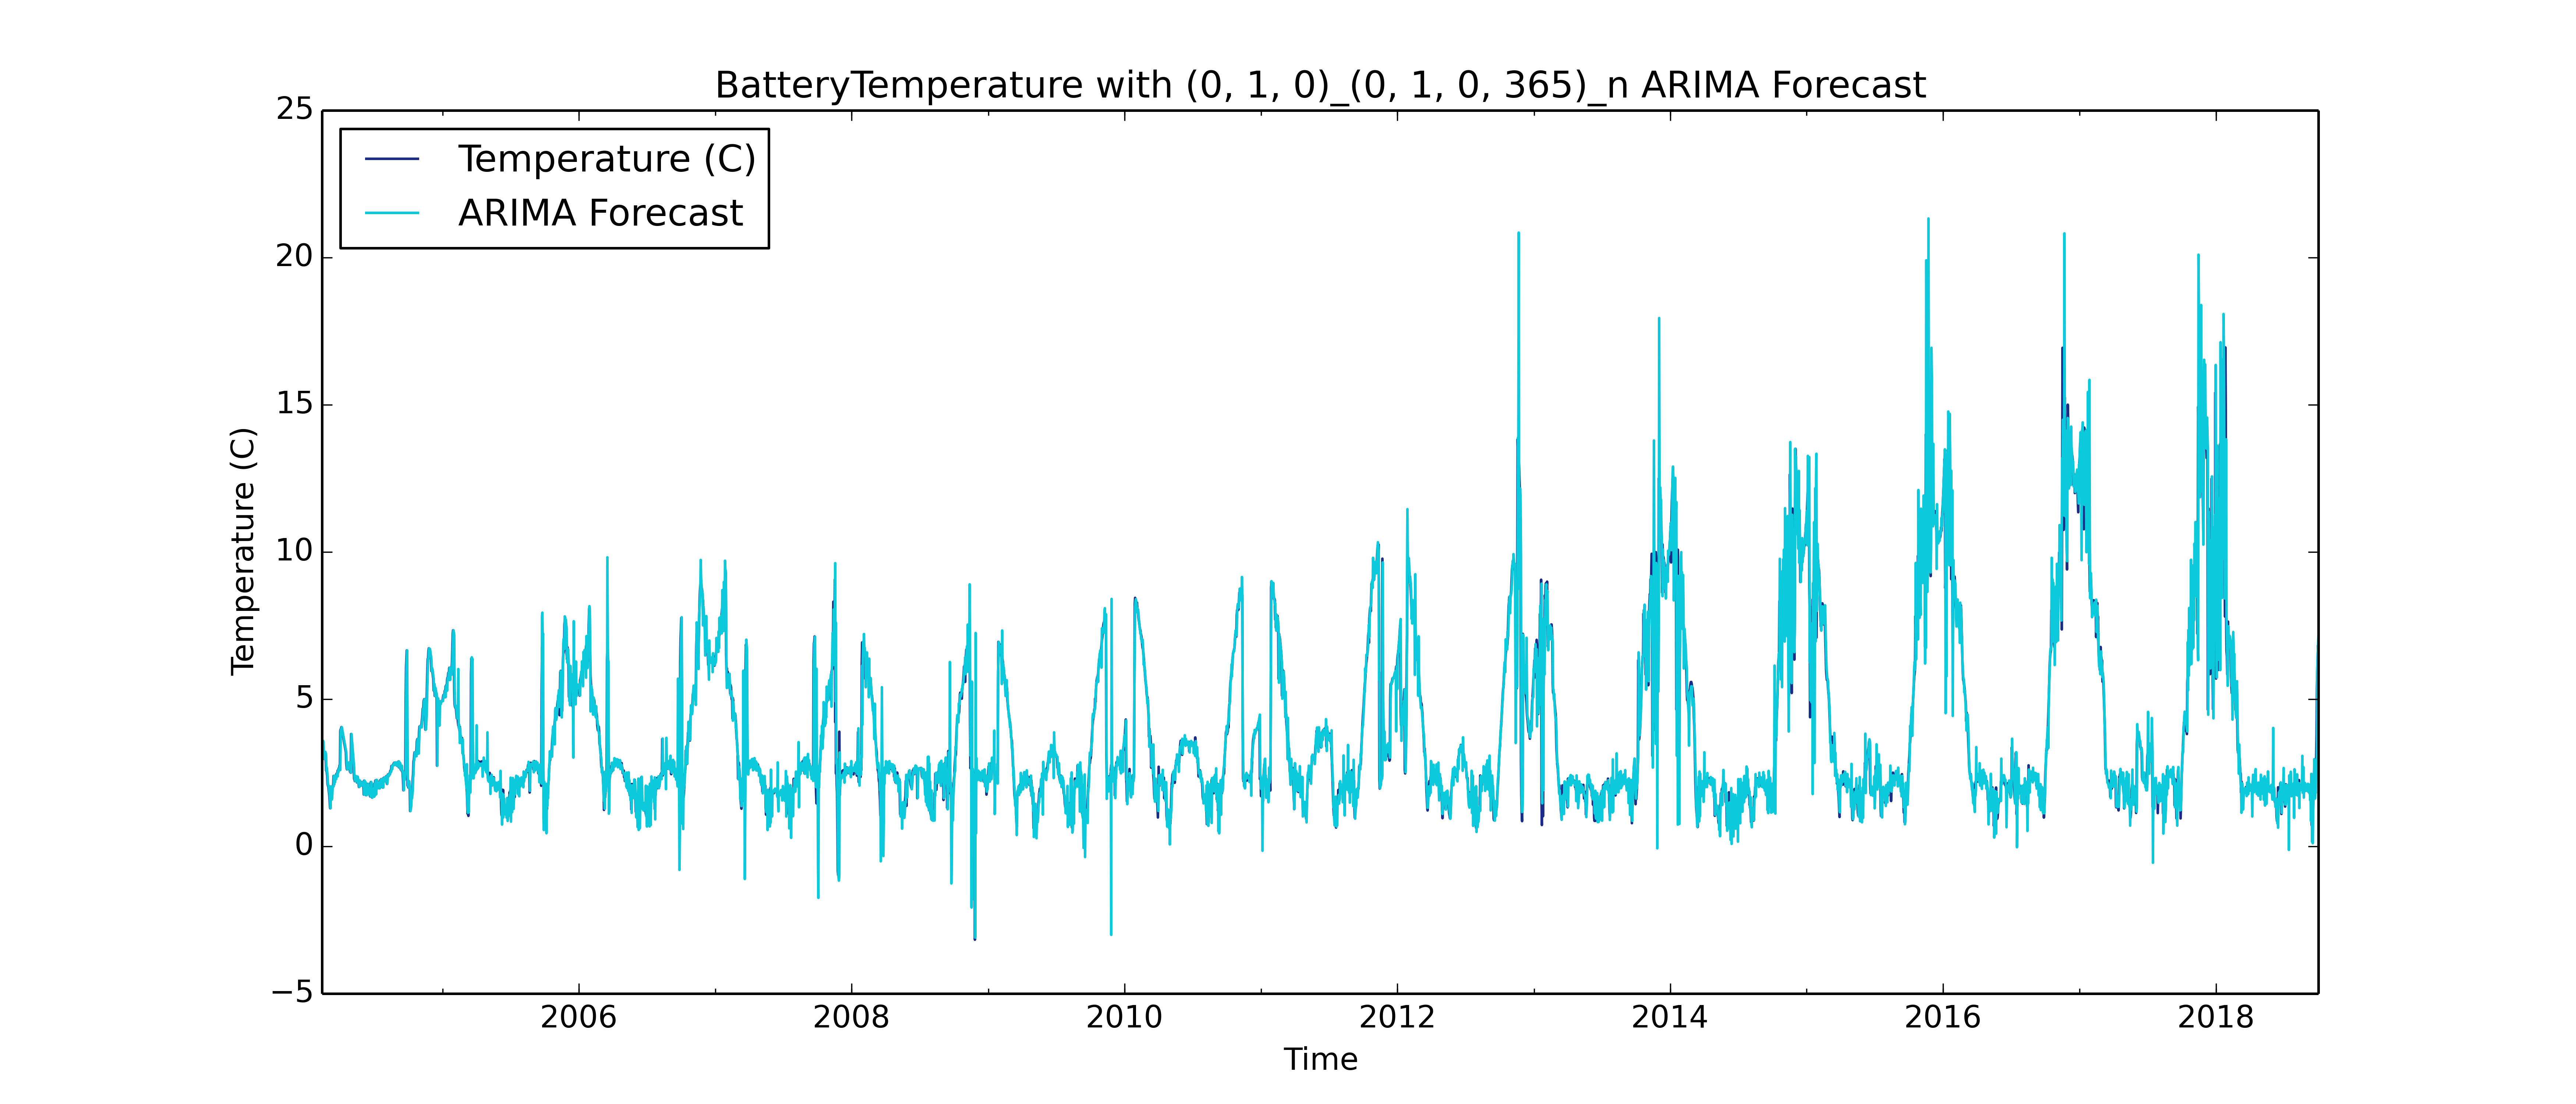 BatteryTemperature with (0, 1, 0)_(0, 1, 0, 365)_n ARIMA Forecast
25
20
15
10
5
0
−5
Temperature (C)
Temperature (C)
ARIMA Forecast
2006 2008 2010 2012 2014 2016 2018
Time